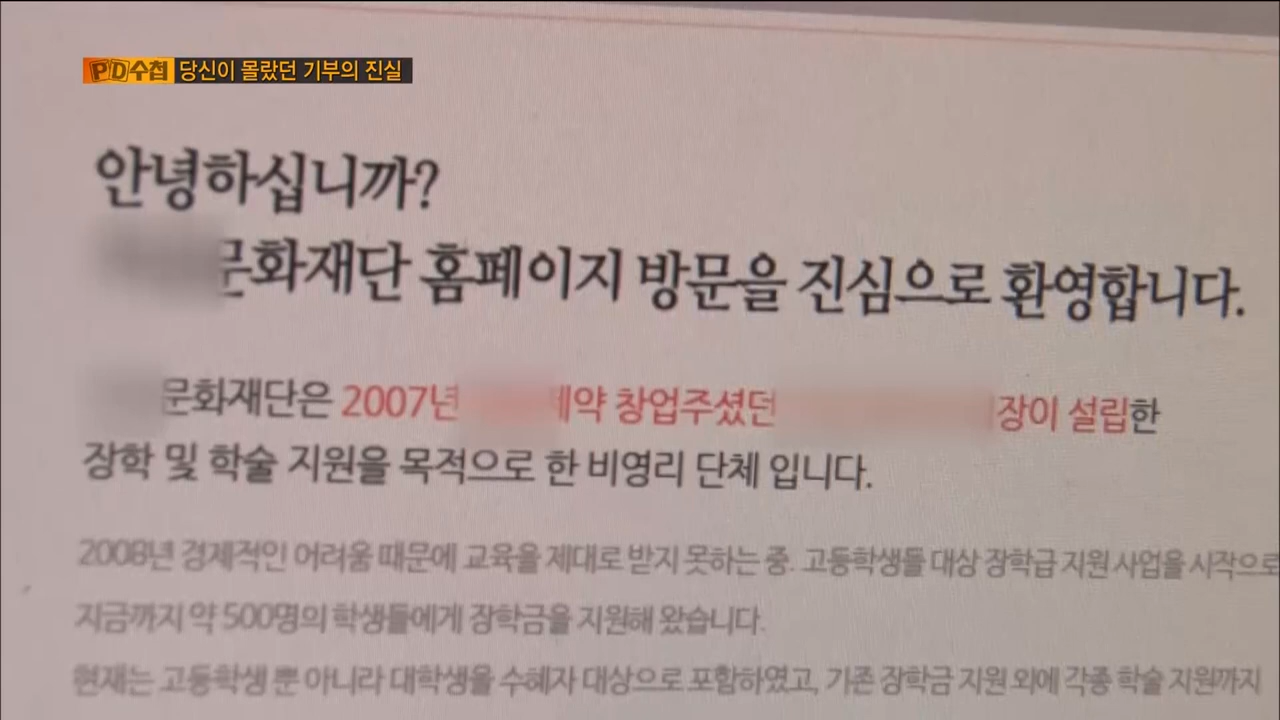 PD수첩 당신이 몰랐던 기부의 진실
안녕하십니까?
문화재단 홈페이지 방문을 진심으로 환영합니다.
문화재단은 2007년 제약 창업주셨던 장이 설립한
장학 및 학술 지원을 목적으로 한 비영리 단체 입니다.
2008년 경제적인 어려움 때문에 교육을 제대로 받지 못하는 중. 고등학생들 대상 장학급 지원 사업을 시작으로
지금까지 약 500명의 학생들에게 장학금을 지원해 왔습니다.
현재는 고등학생 뿐 아니라 대학생을 수혜자 대상으로 포함하였고, 기존 장학금 지원 외에 각종 학술 지원까지